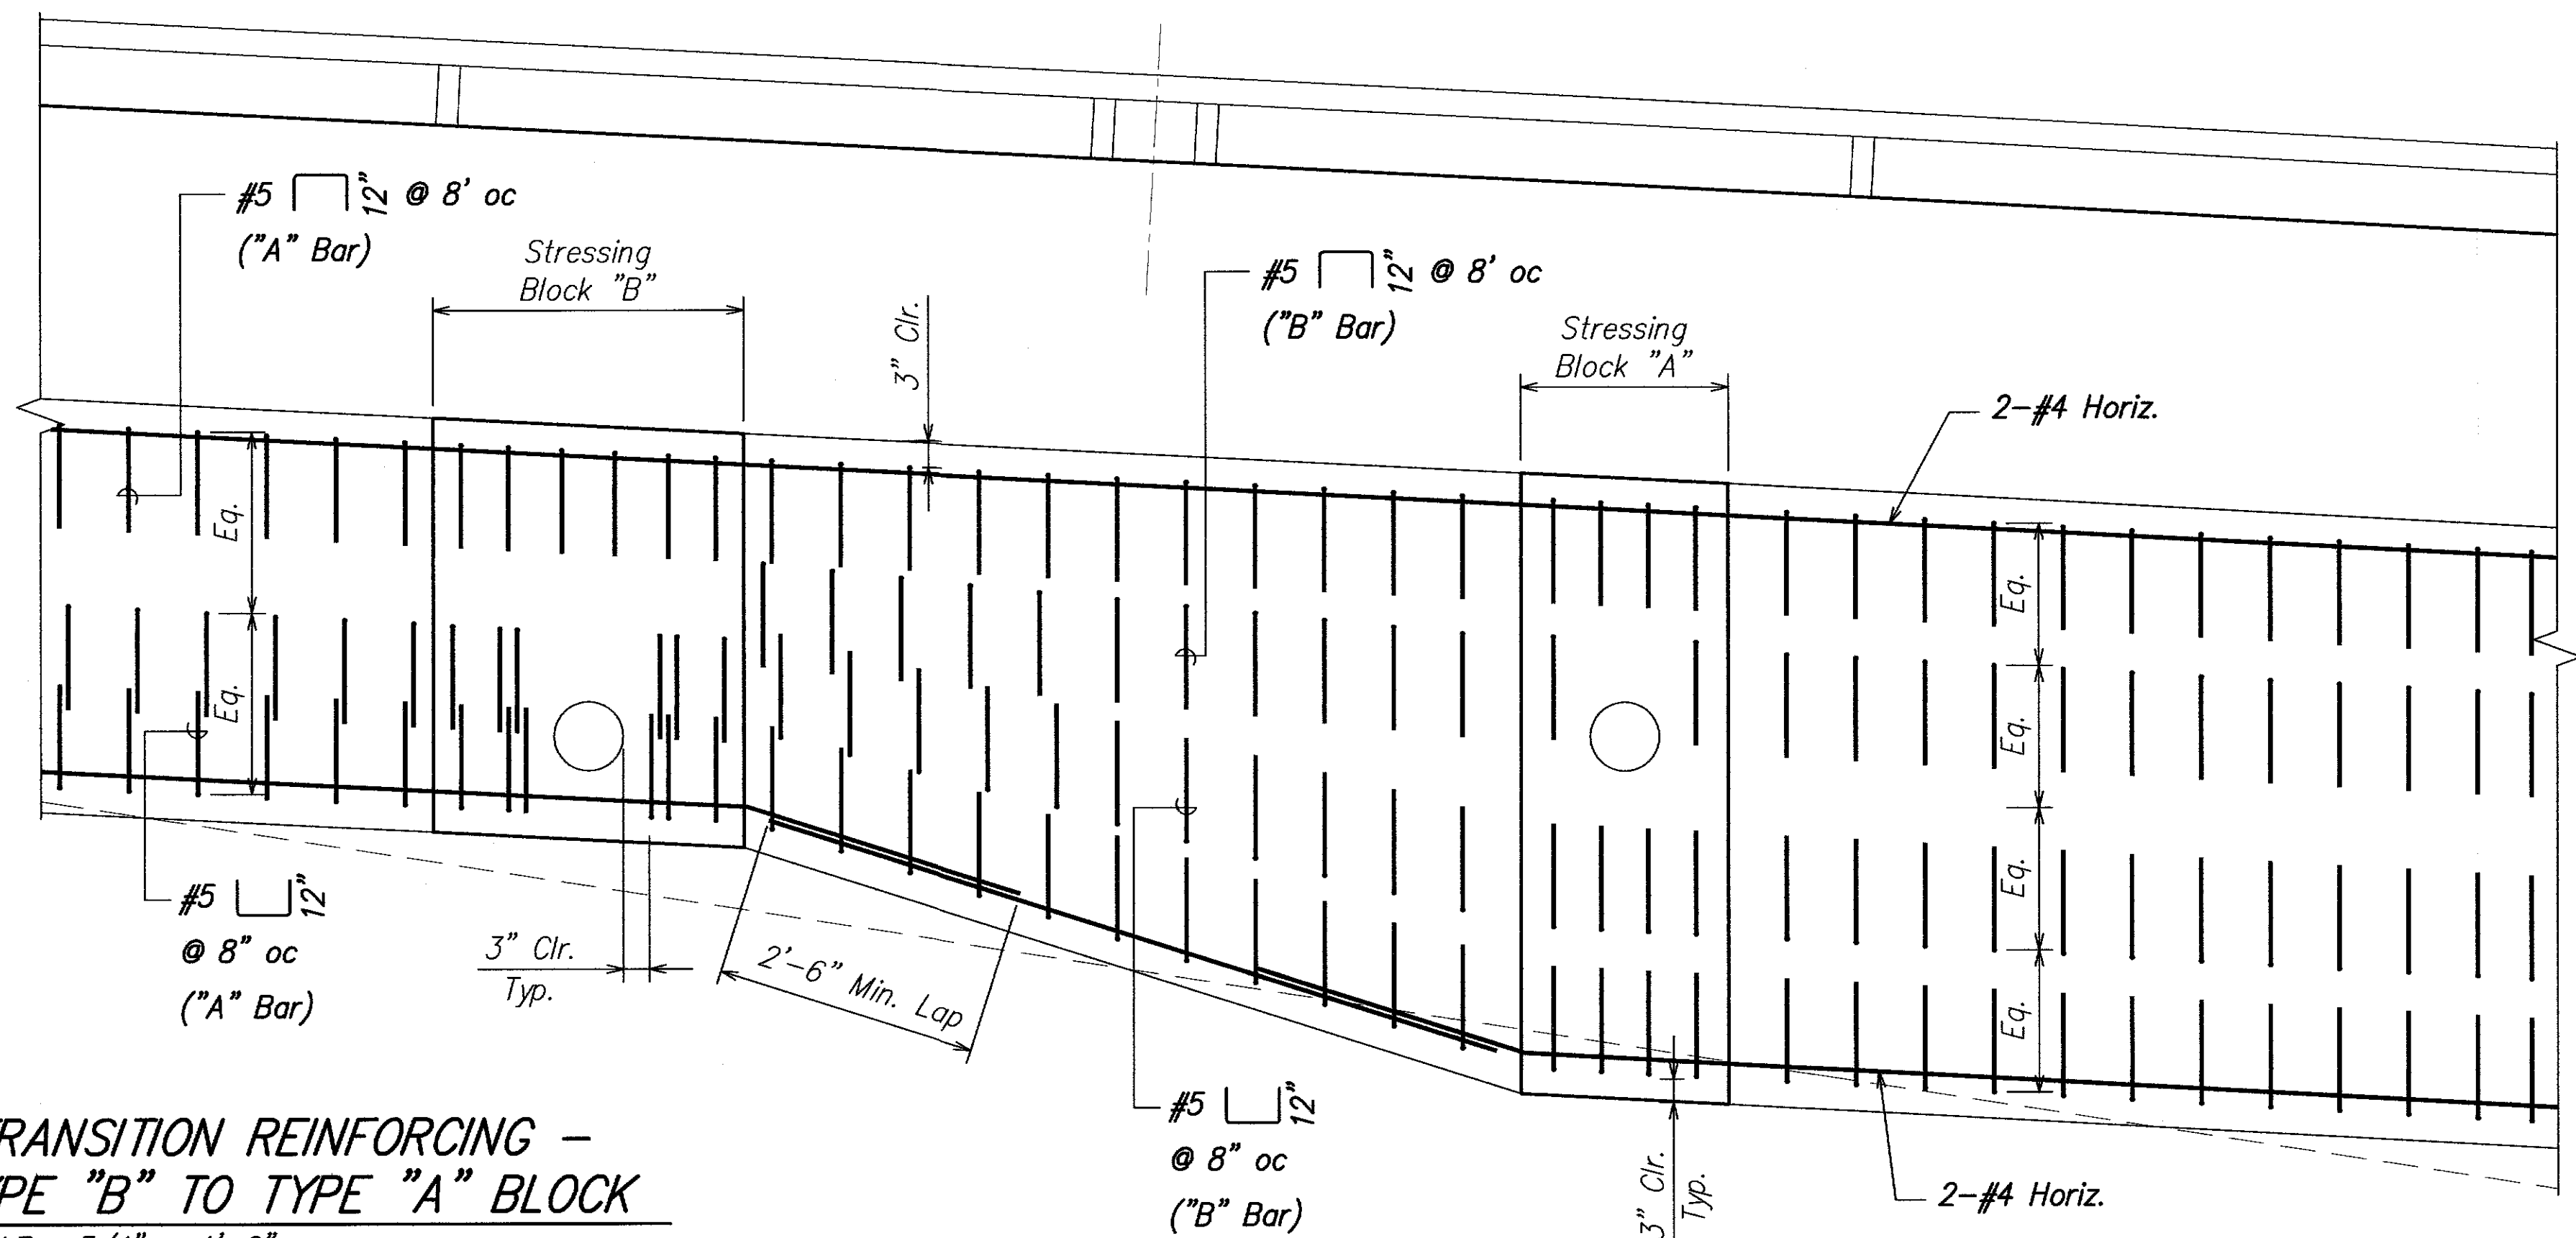 #5 12" @ 8' oc
("A" Bar)
Stressing
Block "B"
3" Clr.
#5 12" @ 8' oc
("B" Bar)
Stressing
Block "A"
2-#4 Horiz.
Eq.
Eq.
Eq.
Eq.
Eq.
Eq.
#5 12"
@ 8" oc
("A" Bar)
3" Clr.
Typ.
2'-6" Min. Lap
#5 12"
@ 8" oc
("B" Bar)
3" Clr.
Typ.
2-#4 Horiz.
RANSITION REINFORCING -
PE "B" TO TYPE "A" BLOCK